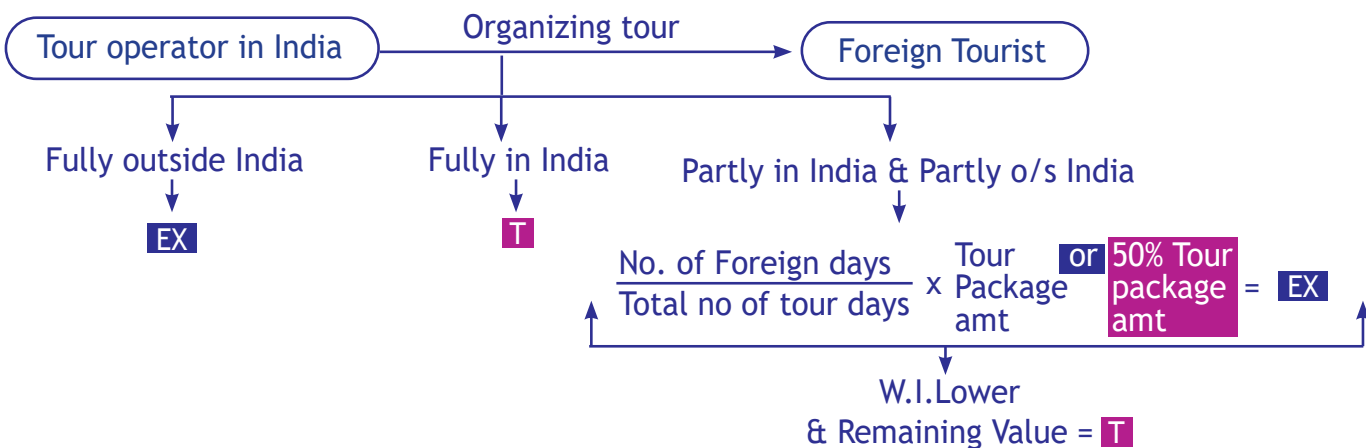 Organizing tour
Tour operator in India
Foreign Tourist
Fully outside India
Fully in India
Partly in India & Partly o/s India
EX
T
No. of Foreign days
Total no of tour days
x
Tour
Package
amt
or
50% Tour
package
amt
=
EX
W.I.Lower
& Remaining Value = T